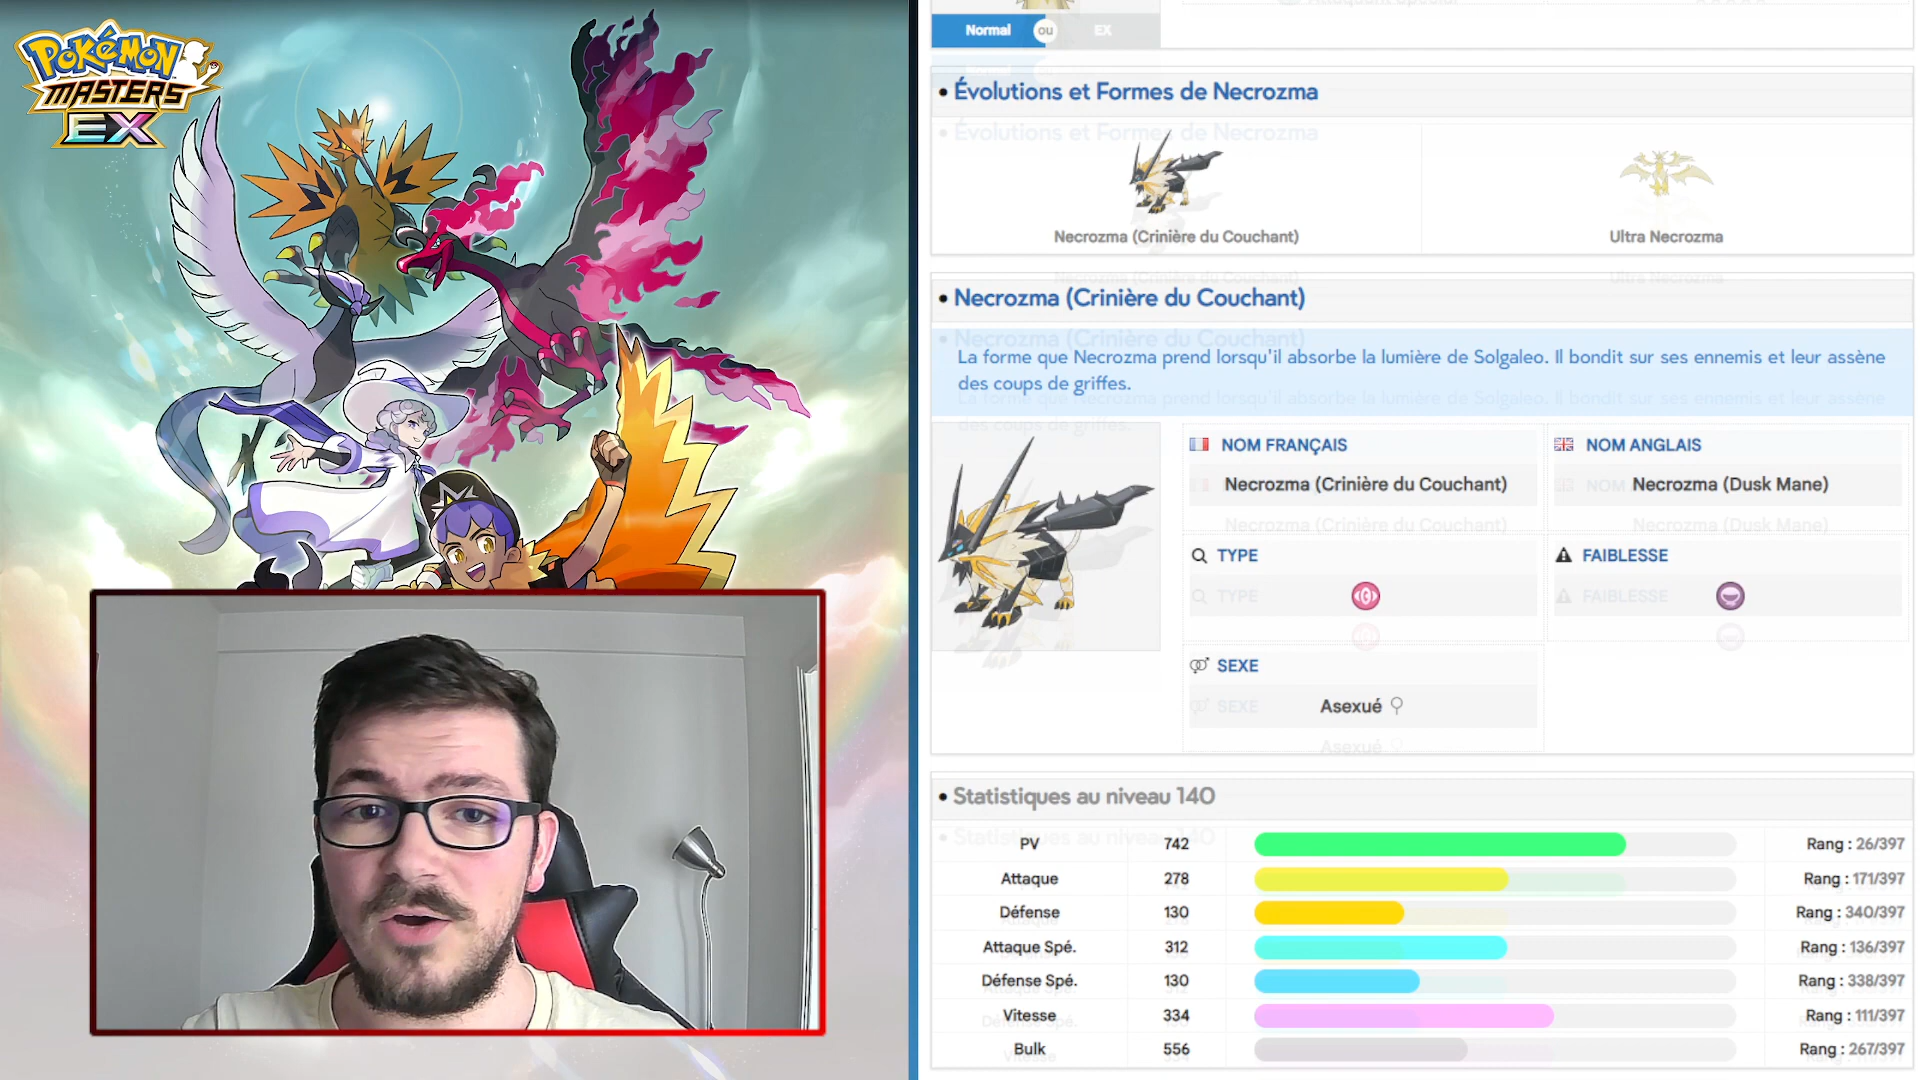 POKéMON
MASTERS
EX
Normal ou EX
• Évolutions et Formes de Necrozma
Necrozma (Crinière du Couchant)
Ultra Necrozma
• Necrozma (Crinière du Couchant)
La forme que Necrozma prend lorsqu'il absorbe la lumière de Solgaleo. Il bondit sur ses ennemis et leur assène
des coups de griffes.
NOM FRANÇAIS
Necrozma (Crinière du Couchant)
NOM ANGLAIS
Necrozma (Dusk Mane)
TYPE
FAIBLESSE
SEXE
Asexué
• Statistiques au niveau 140
PV 742 Rang : 26/397
Attaque 278 Rang : 171/397
Défense 130 Rang : 340/397
Attaque Spé. 312 Rang : 136/397
Défense Spé. 130 Rang : 338/397
Vitesse 334 Rang : 111/397
Bulk 556 Rang : 267/397